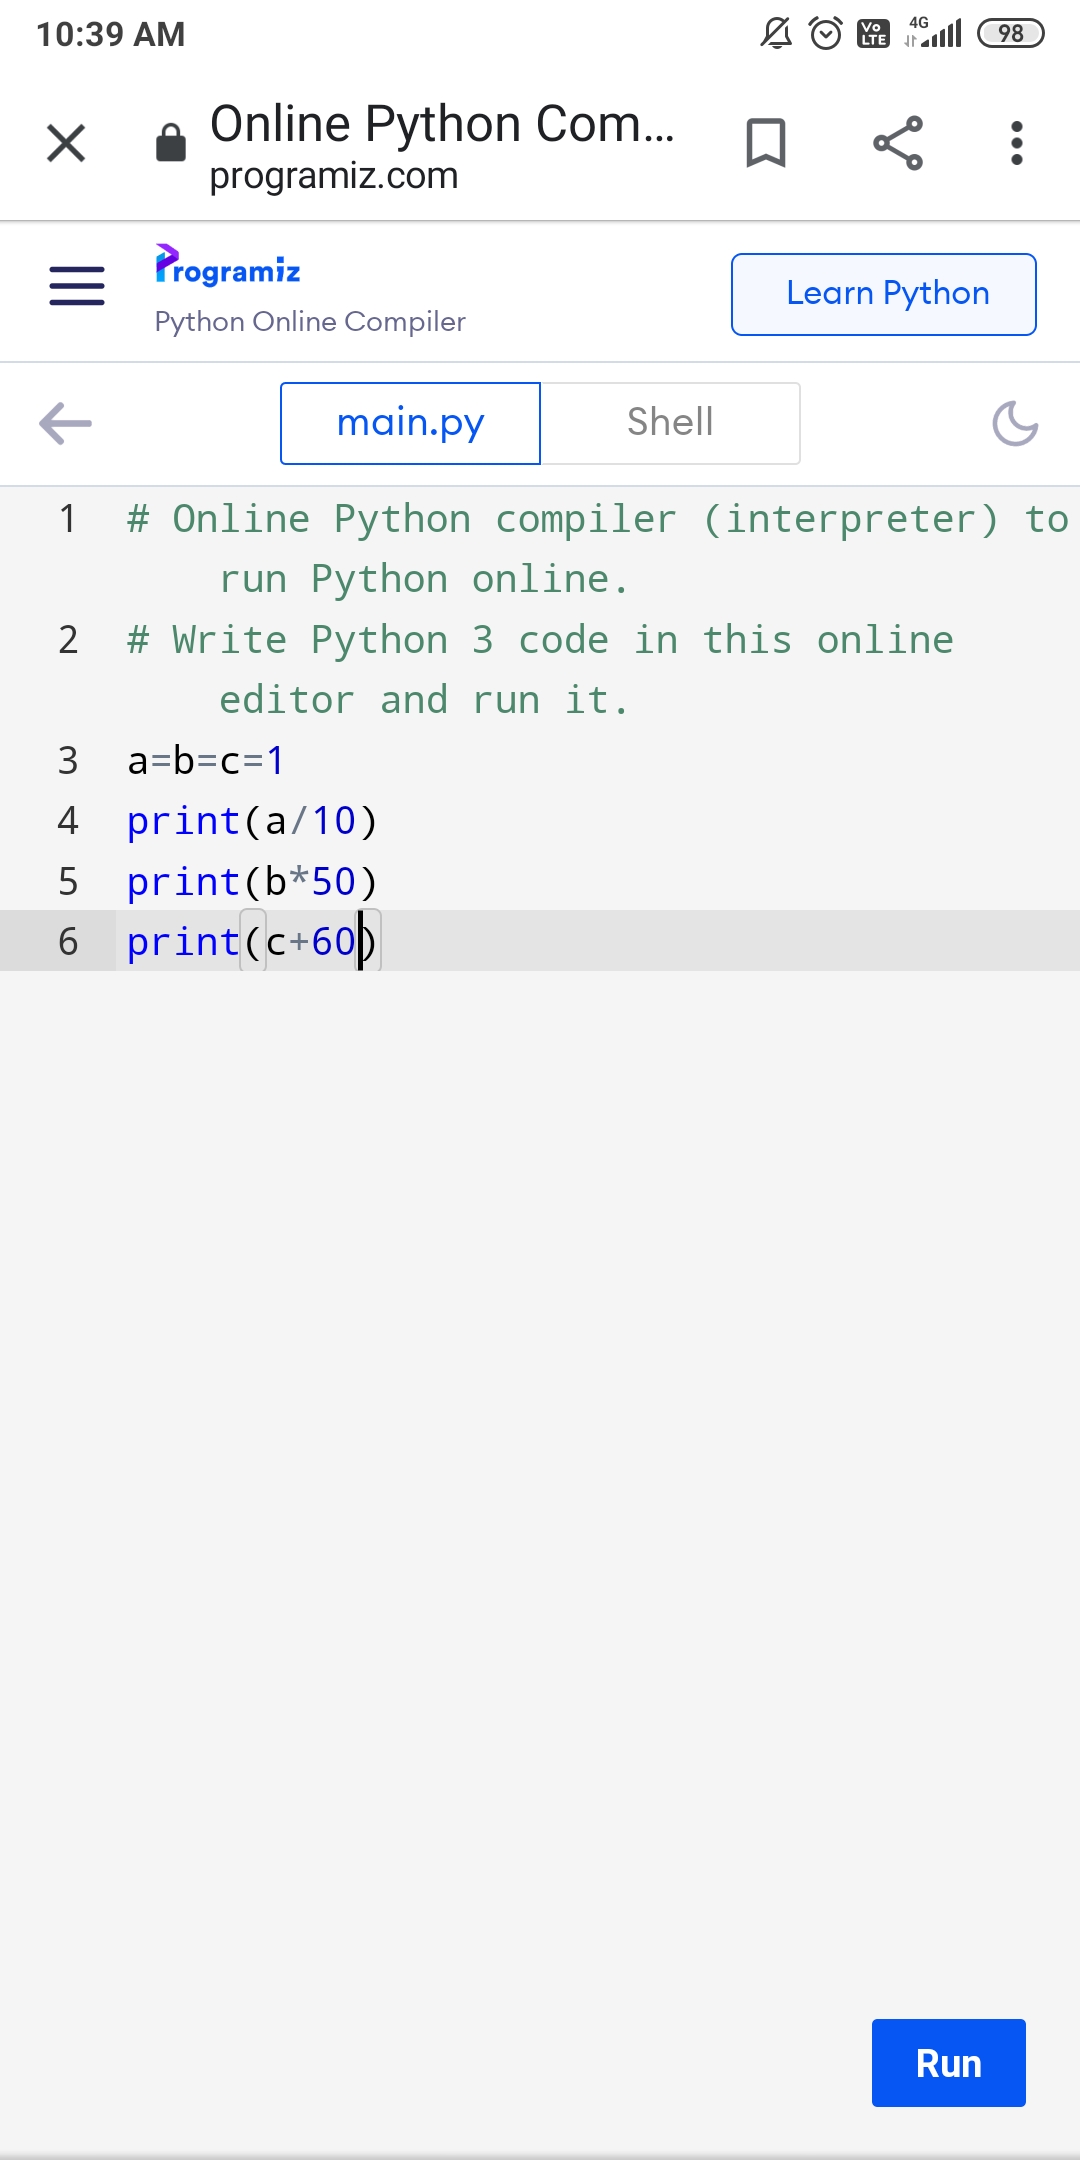 10:39 AM
Vo LTE 4G 98
Online Python Com...
programiz.com
Programiz
Python Online Compiler
Learn Python
main.py Shell
1 # Online Python compiler (interpreter) to
run Python online.
2 # Write Python 3 code in this online
editor and run it.
3 a=b=c=1
4 print(a/10)
5 print(b*50)
6 print(c+60)
Run